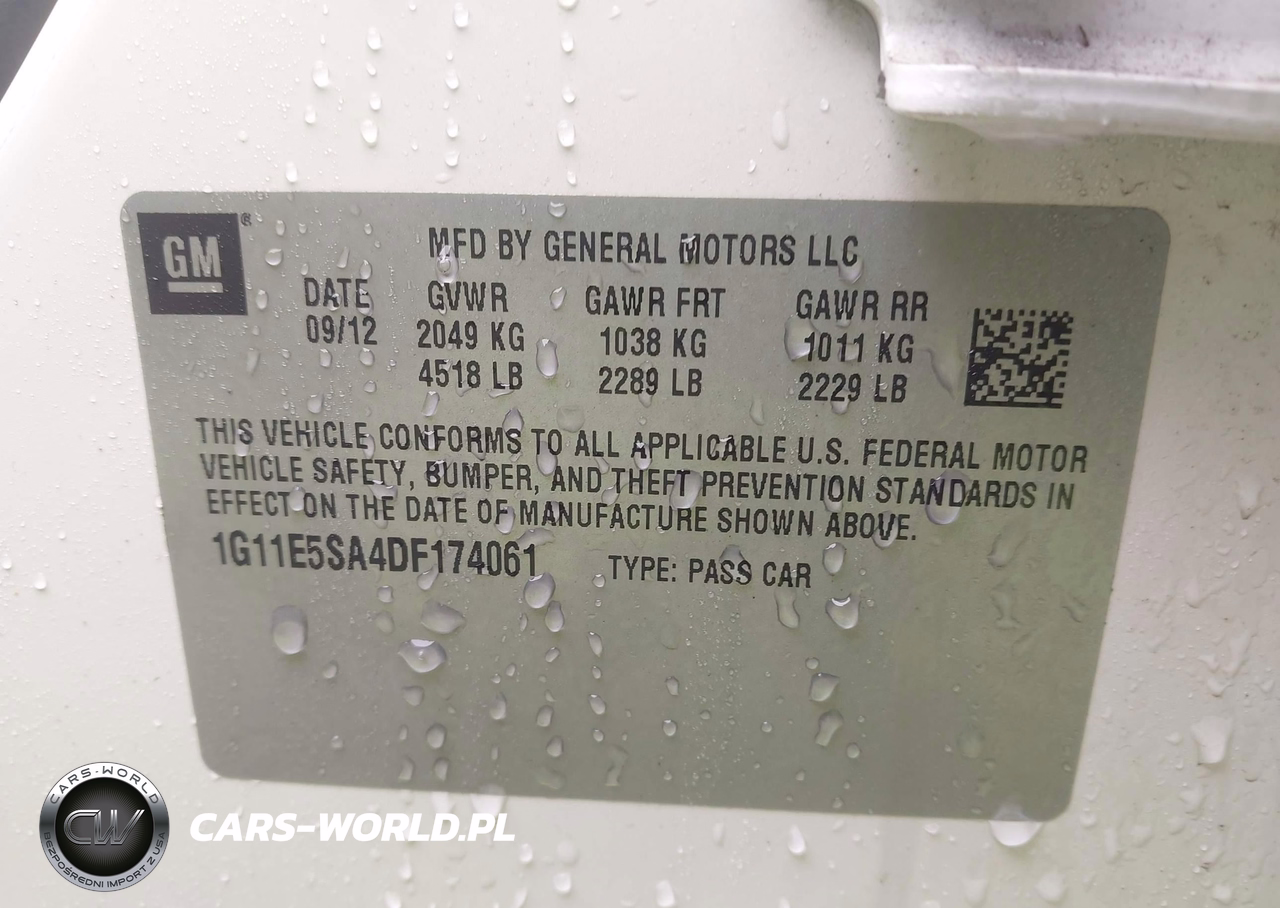 GM ®
MFD BY GENERAL MOTORS LLC
DATE GVWR GAWR FRT GAWR RR
09/12 2049 KG 1038 KG 1011 KG
4518 LB 2289 LB 2229 LB
THIS VEHICLE CONFORMS TO ALL APPLICABLE U.S. FEDERAL MOTOR
VEHICLE SAFETY, BUMPER, AND THEFT PREVENTION STANDARDS IN
EFFECT ON THE DATE OF MANUFACTURE SHOWN ABOVE.
1G11E5SA4DF174061 TYPE: PASS CAR
CARS-WORLD
CW
BEZPOŚREDNI IMPORT Z USA
CARS-WORLD.PL